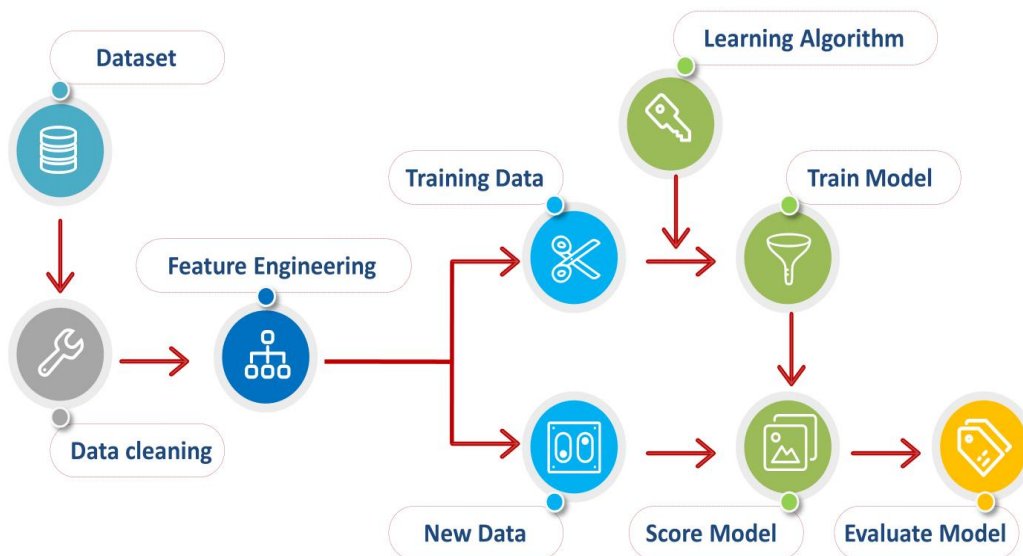 Learning Algorithm
Dataset
Training Data
Train Model
Feature Engineering
Data cleaning
New Data
Score Model
Evaluate Model